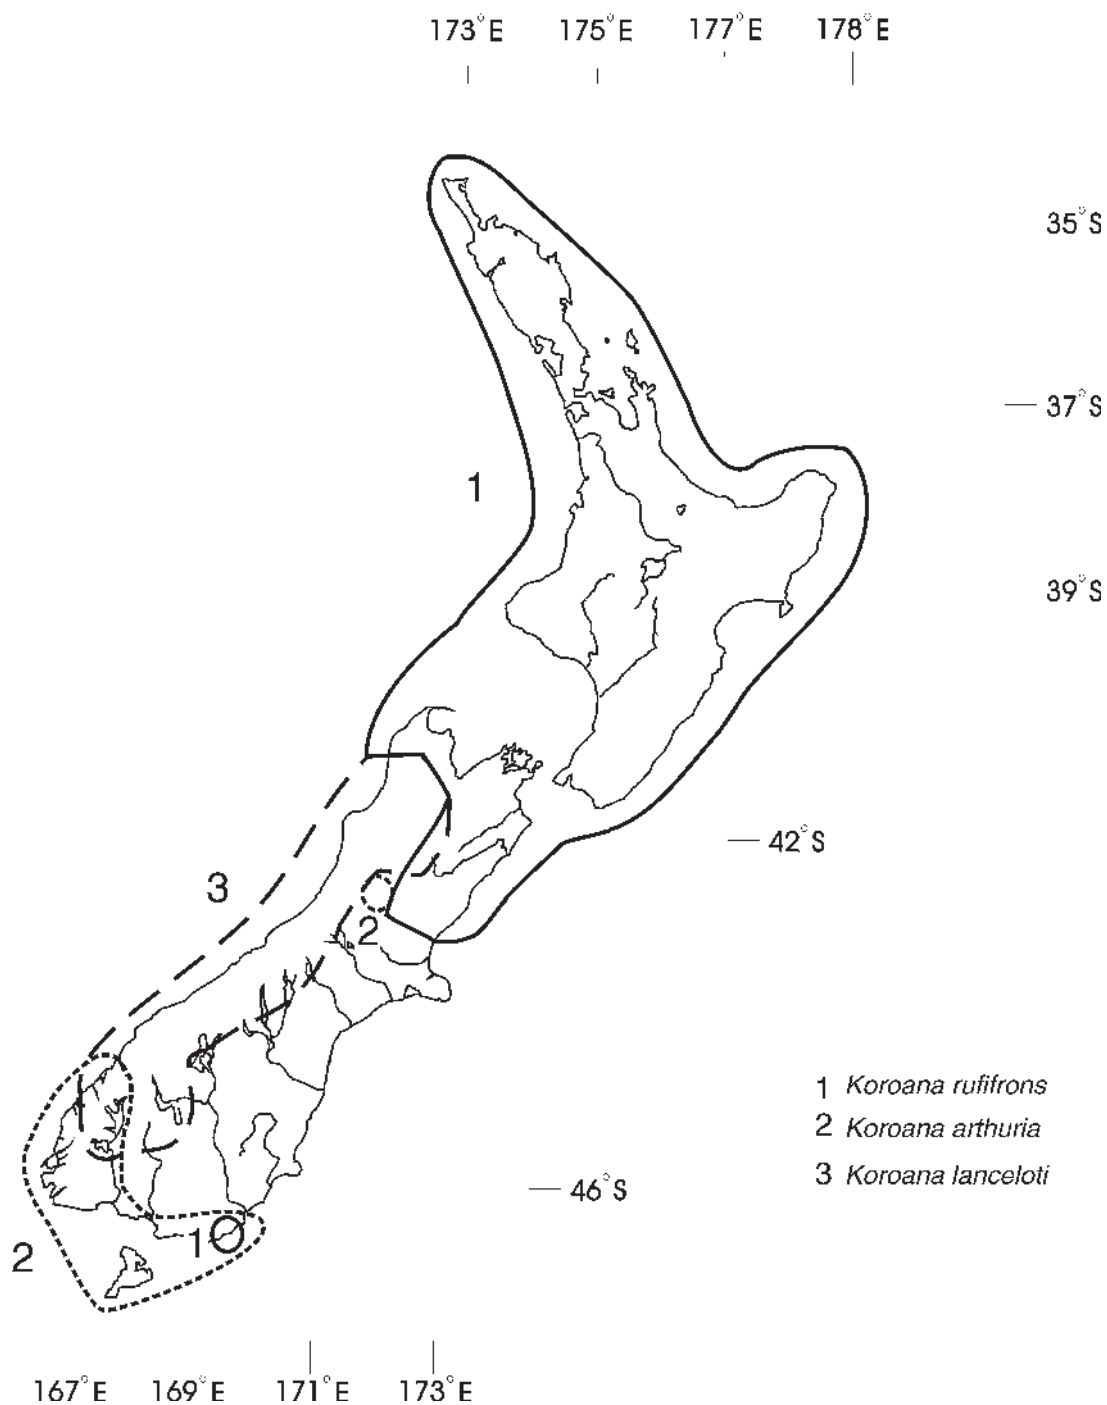 173°E 175°E 177°E 178°E
35°S
37°S
1
39°S
42°S
3
2
1 Koroana rufifrons
2 Koroana arthuria
3 Koroana lanceloti
46°S
1
2
167°E 169°E 171°E 173°E